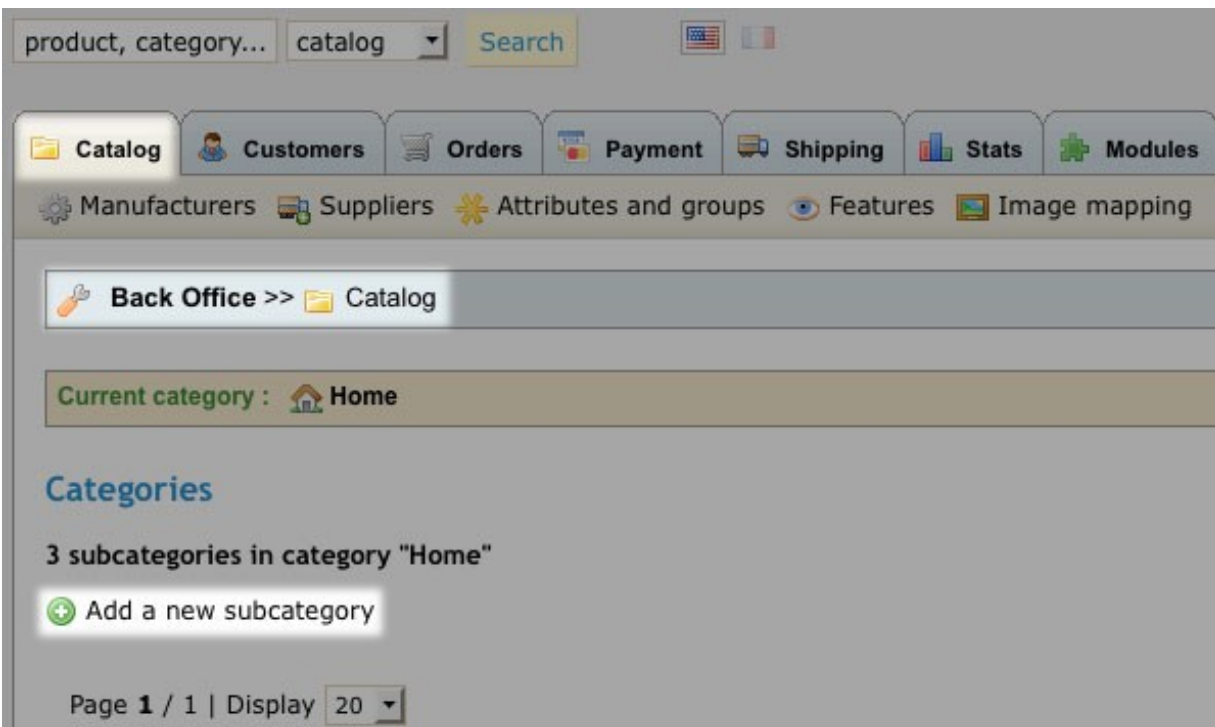 product, category... catalog Search
Catalog Customers Orders Payment Shipping Stats Modules
Manufacturers Suppliers Attributes and groups Features Image mapping
Back Office >> Catalog
Current category : Home
Categories
3 subcategories in category "Home"
Add a new subcategory
Page 1 / 1 | Display 20